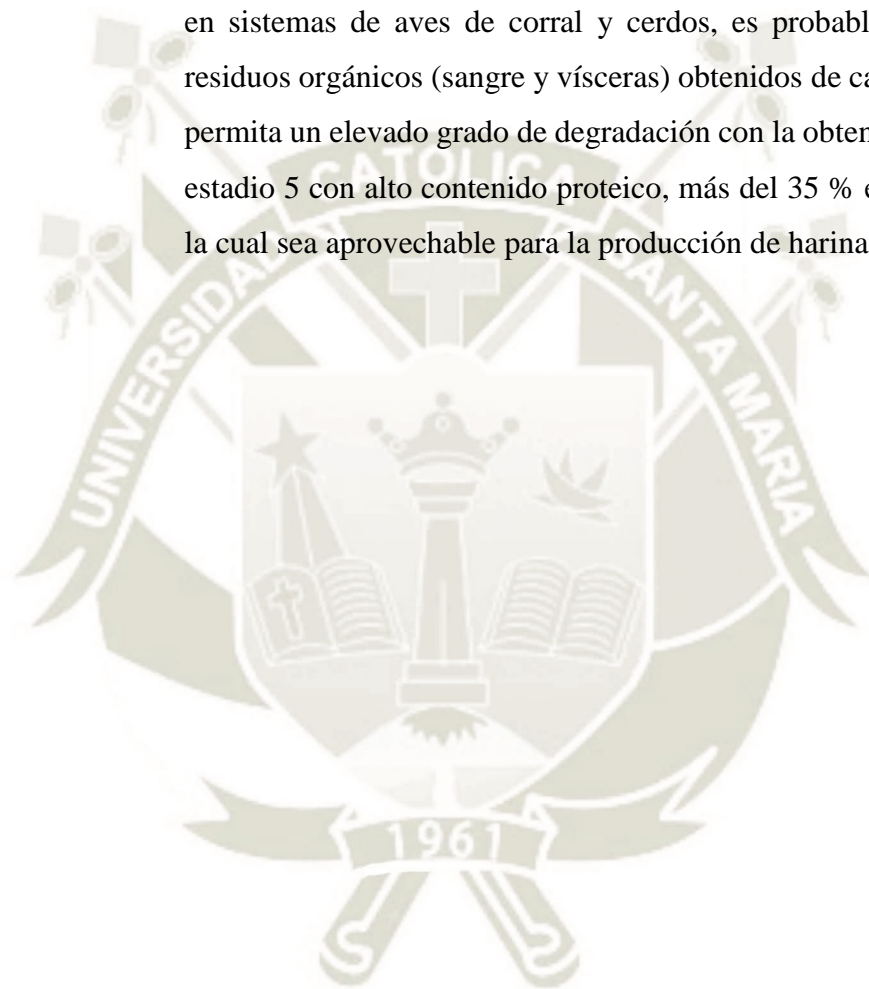 en sistemas de aves de corral y cerdos, es probabl
residuos orgánicos (sangre y vísceras) obtenidos de ca
permita un elevado grado de degradación con la obten
estadio 5 con alto contenido proteico, más del 35 % e
la cual sea aprovechable para la producción de harina
UNIVERSIDAD CATÓLICA SANTA MARIA
1961